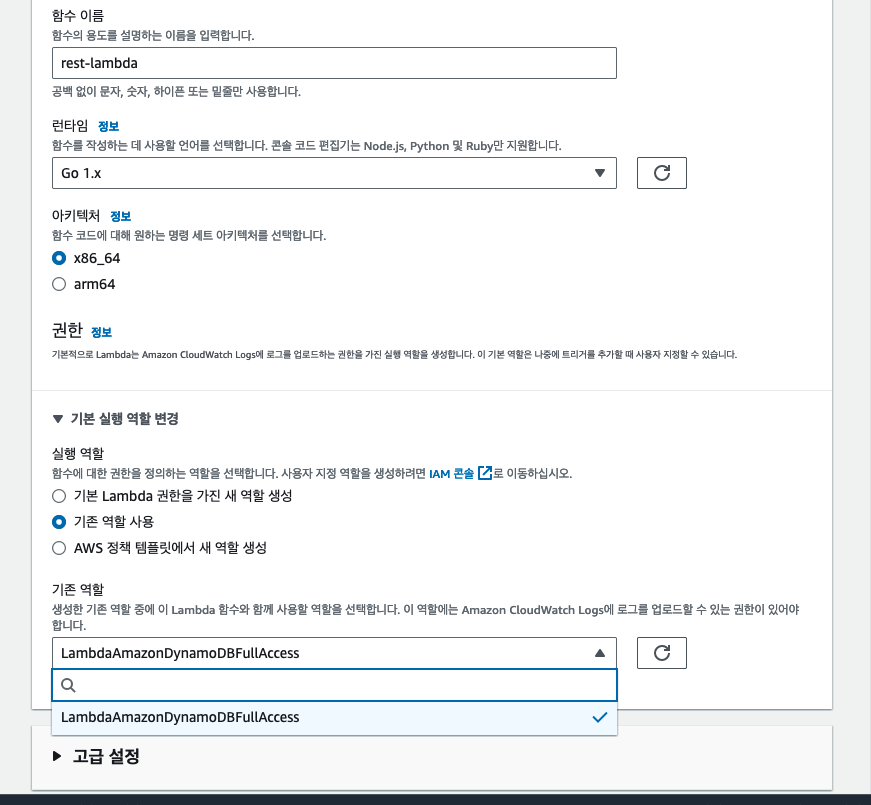 함수 이름
함수의 용도를 설명하는 이름을 입력합니다.
rest-lambda
공백 없이 문자, 숫자, 하이픈 또는 밑줄만 사용합니다.
런타임 정보
함수를 작성하는 데 사용할 언어를 선택합니다. 콘솔 코드 편집기는 Node.js, Python 및 Ruby만 지원합니다.
Go 1.x
아키텍처 정보
함수 코드에 대해 원하는 명령 세트 아키텍처를 선택합니다.
x86_64
arm64
권한 정보
기본적으로 Lambda는 Amazon CloudWatch Logs에 로그를 업로드하는 권한을 가진 실행 역할을 생성합니다. 이 기본 역할은 나중에 트리거를 추가할 때 사용자 지정할 수 있습니다.
기본 실행 역할 변경
실행 역할
함수에 대한 권한을 정의하는 역할을 선택합니다. 사용자 지정 역할을 생성하려면 IAM 콘솔로 이동하십시오.
기본 Lambda 권한을 가진 새 역할 생성
기존 역할 사용
AWS 정책 템플릿에서 새 역할 생성
기존 역할
생성한 기존 역할 중에 이 Lambda 함수와 함께 사용할 역할을 선택합니다. 이 역할에는 Amazon CloudWatch Logs에 로그를 업로드할 수 있는 권한이 있어야
합니다.
LambdaAmazonDynamoDBFullAccess
LambdaAmazonDynamoDBFullAccess
고급 설정